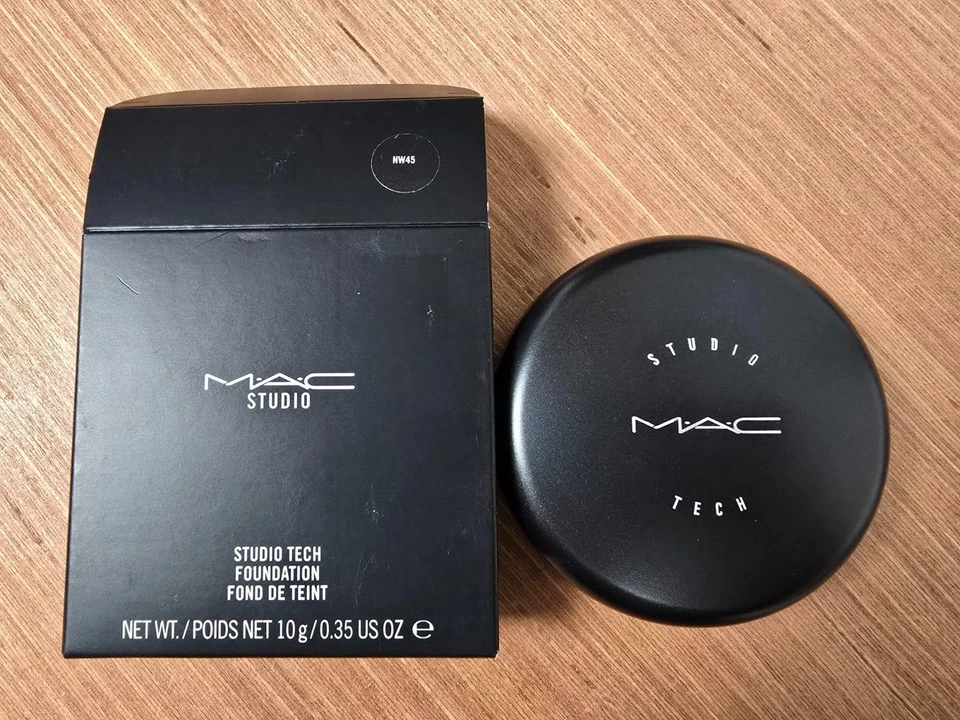 NW45
M·A·C
STUDIO
STUDIO TECH
FOUNDATION
FOND DE TEINT
NET WT. / POIDS NET 10 g / 0.35 US OZ ℮
STUDIO
M·A·C
TECH